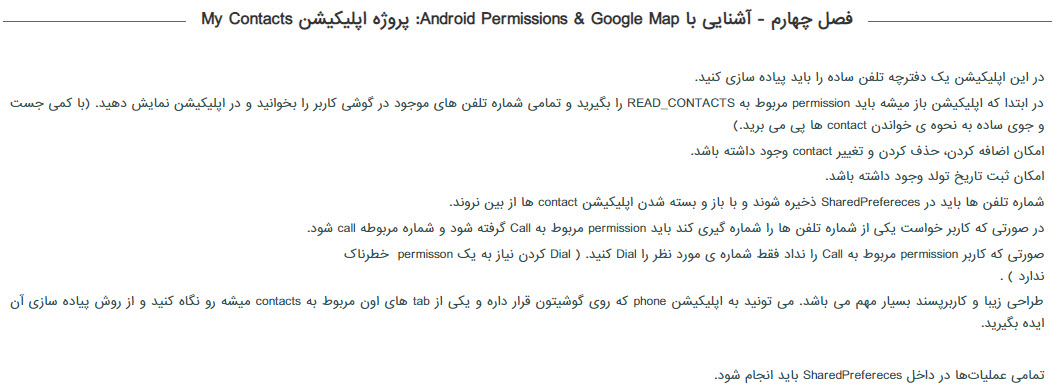 فصل چهارم - آشنایی با Android Permissions & Google Map: پروژه اپلیکیشن My Contacts
در این اپلیکیشن یک دفترچه تلفن ساده را باید پیاده سازی کنید.
در ابتدا که اپلیکیشن باز میشه باید permission مربوط به READ_CONTACTS را بگیرید و تمامی شماره تلفن های موجود در گوشی کاربر را بخوانید و در اپلیکیشن نمایش دهید. (با کمی جست
و جوی ساده به نحوه ی خواندن contact ها پی می برید.)
امکان اضافه کردن، حذف کردن و تغییر contact وجود داشته باشد.
امکان ثبت تاریخ تولد وجود داشته باشد.
شماره تلفن ها باید در SharedPrefereces ذخیره شوند و با باز و بسته شدن اپلیکیشن contact ها از بین نروند.
در صورتی که کاربر خواست یکی از شماره تلفن ها را شماره گیری کند باید permission مربوط به Call گرفته شود و شماره مربوطه call شود.
صورتی که کاربر permission مربوط به Call را نداد فقط شماره ی مورد نظر را Dial کنید. ( Dial کردن نیاز به یک permisson خطرناک
ندارد ) .
طراحی زیبا و کاربرپسند بسیار مهم می باشد. می تونید به اپلیکیشن phone که روی گوشیتون قرار داره و یکی از tab های اون مربوط به contacts میشه رو نگاه کنید و از روش پیاده سازی آن
ایده بگیرید.
تمامی عملیات‌ها در داخل SharedPrefereces باید انجام شود.